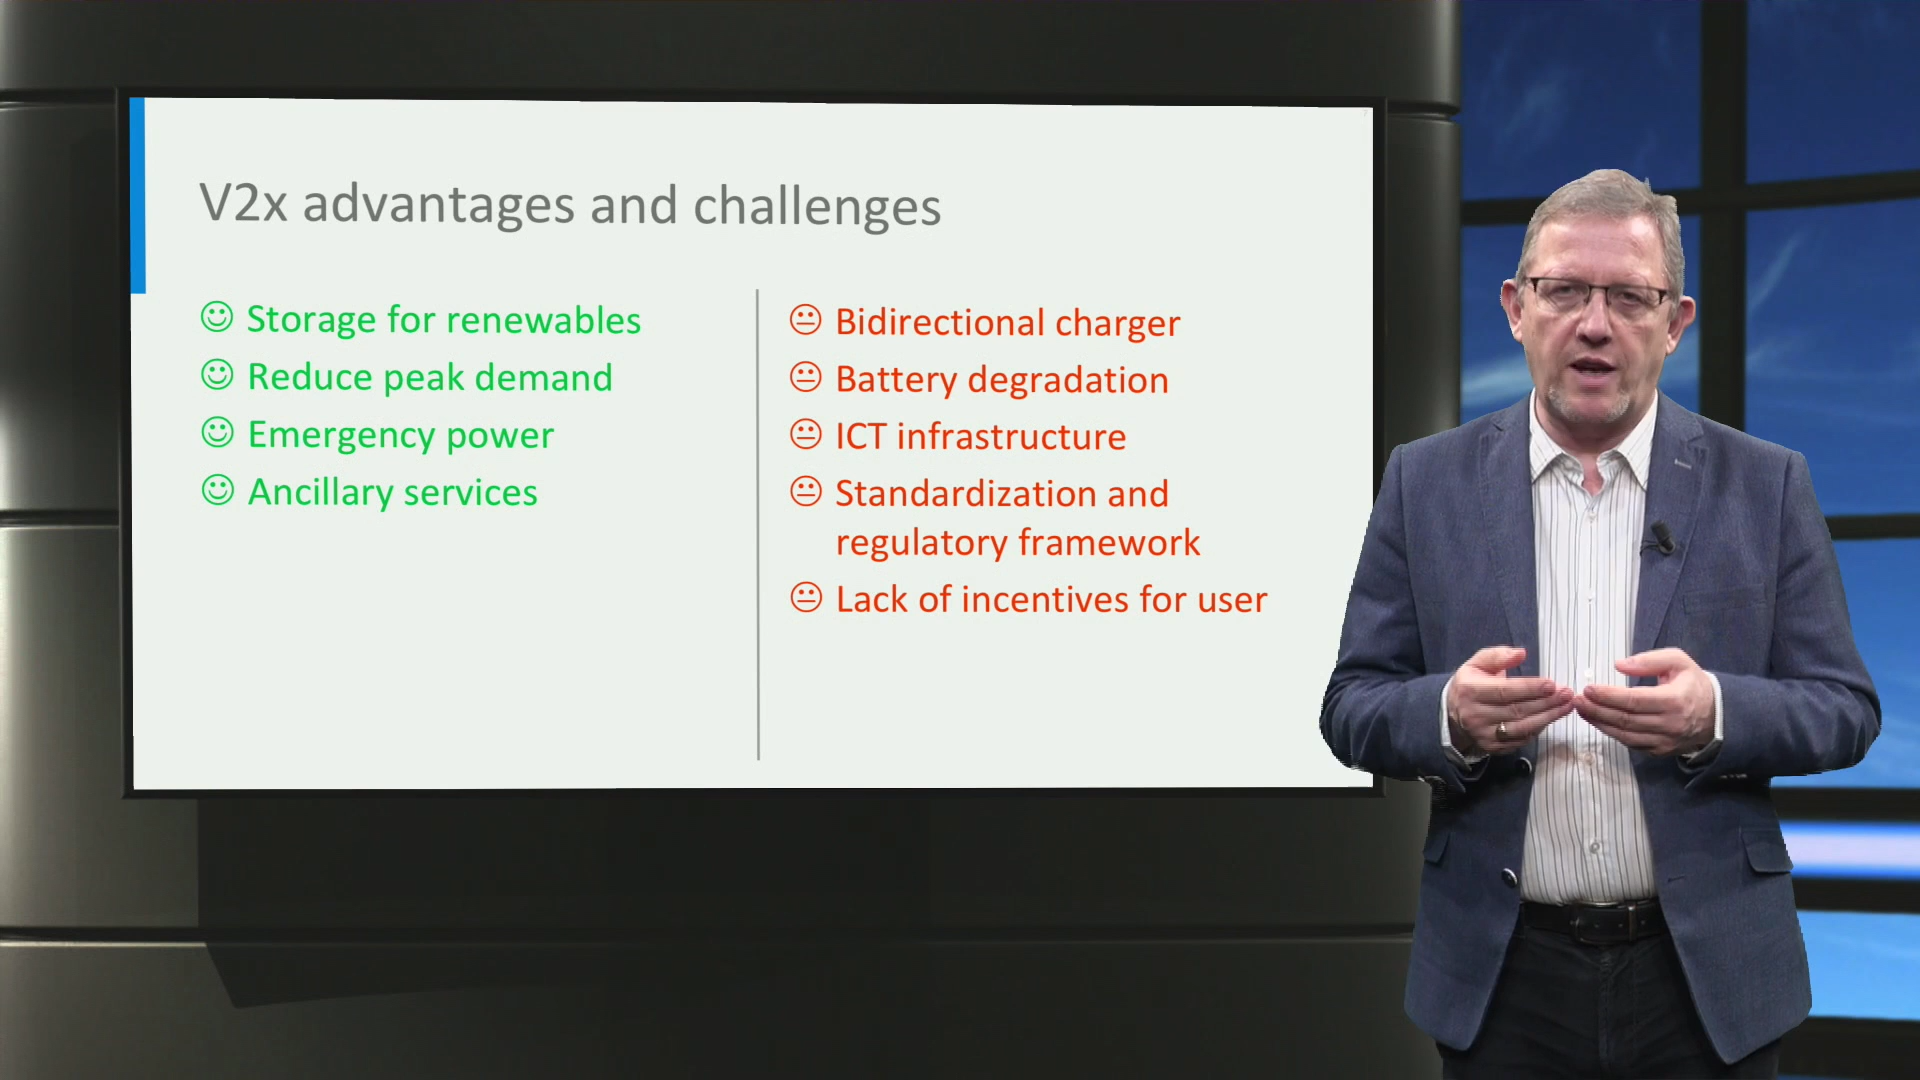 V2x advantages and challenges
Storage for renewables
Reduce peak demand
Emergency power
Ancillary services
Bidirectional charger
Battery degradation
ICT infrastructure
Standardization and
regulatory framework
Lack of incentives for user